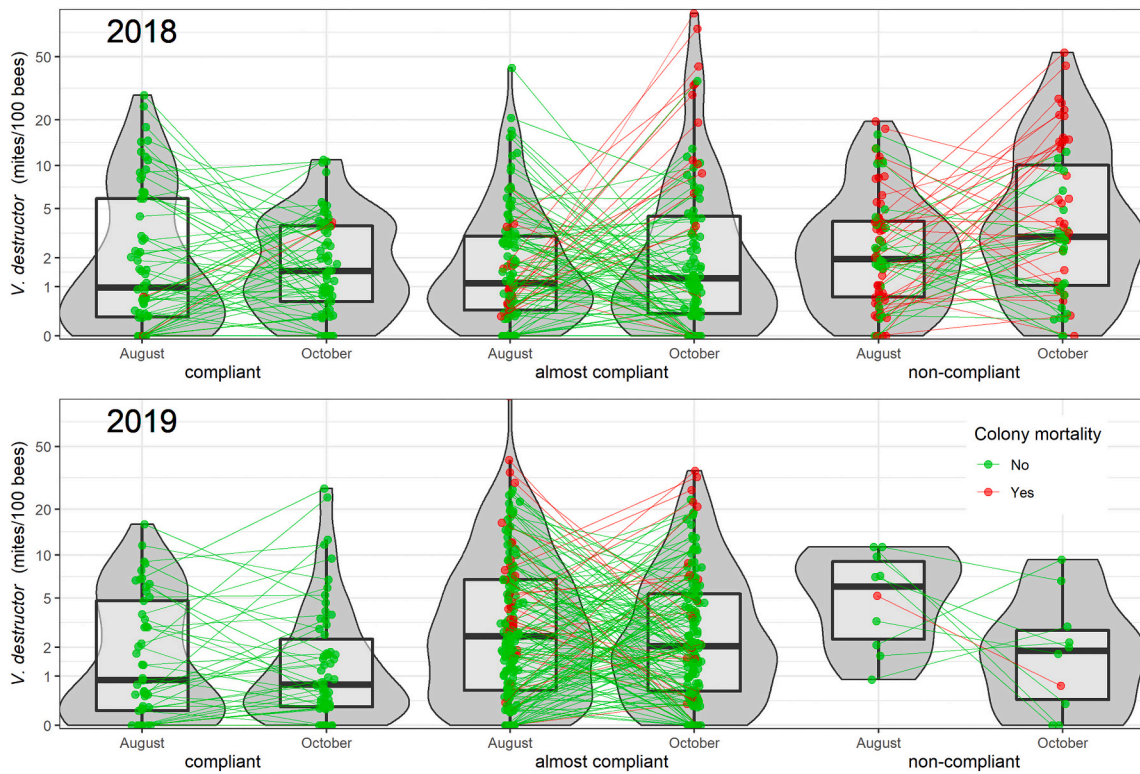 2018
V. destructor (mites/100 bees)
50
20
10
5
2
1
0
August
October
August
October
August
October
compliant
almost compliant
non-compliant
2019
V. destructor (mites/100 bees)
50
20
10
5
2
1
0
Colony mortality
No
Yes
August
October
August
October
August
October
compliant
almost compliant
non-compliant